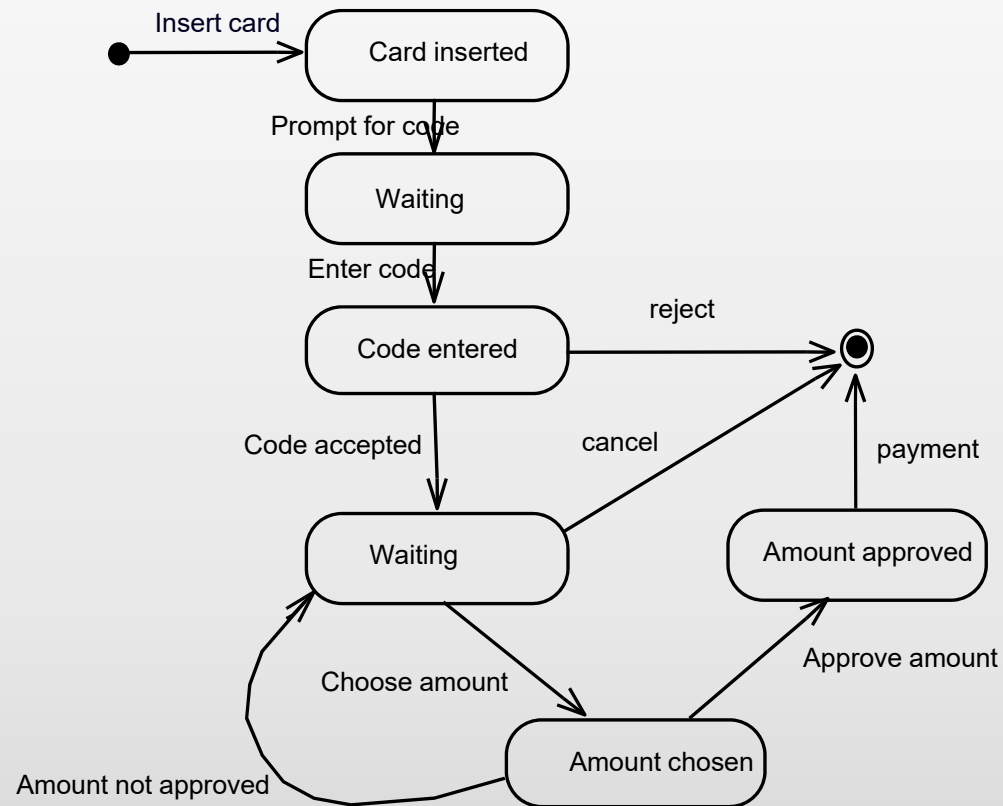 Insert card
Card inserted
Prompt for code
Waiting
Enter code
reject
Code entered
Code accepted
cancel
payment
Waiting
Amount approved
Approve amount
Choose amount
Amount chosen
Amount not approved